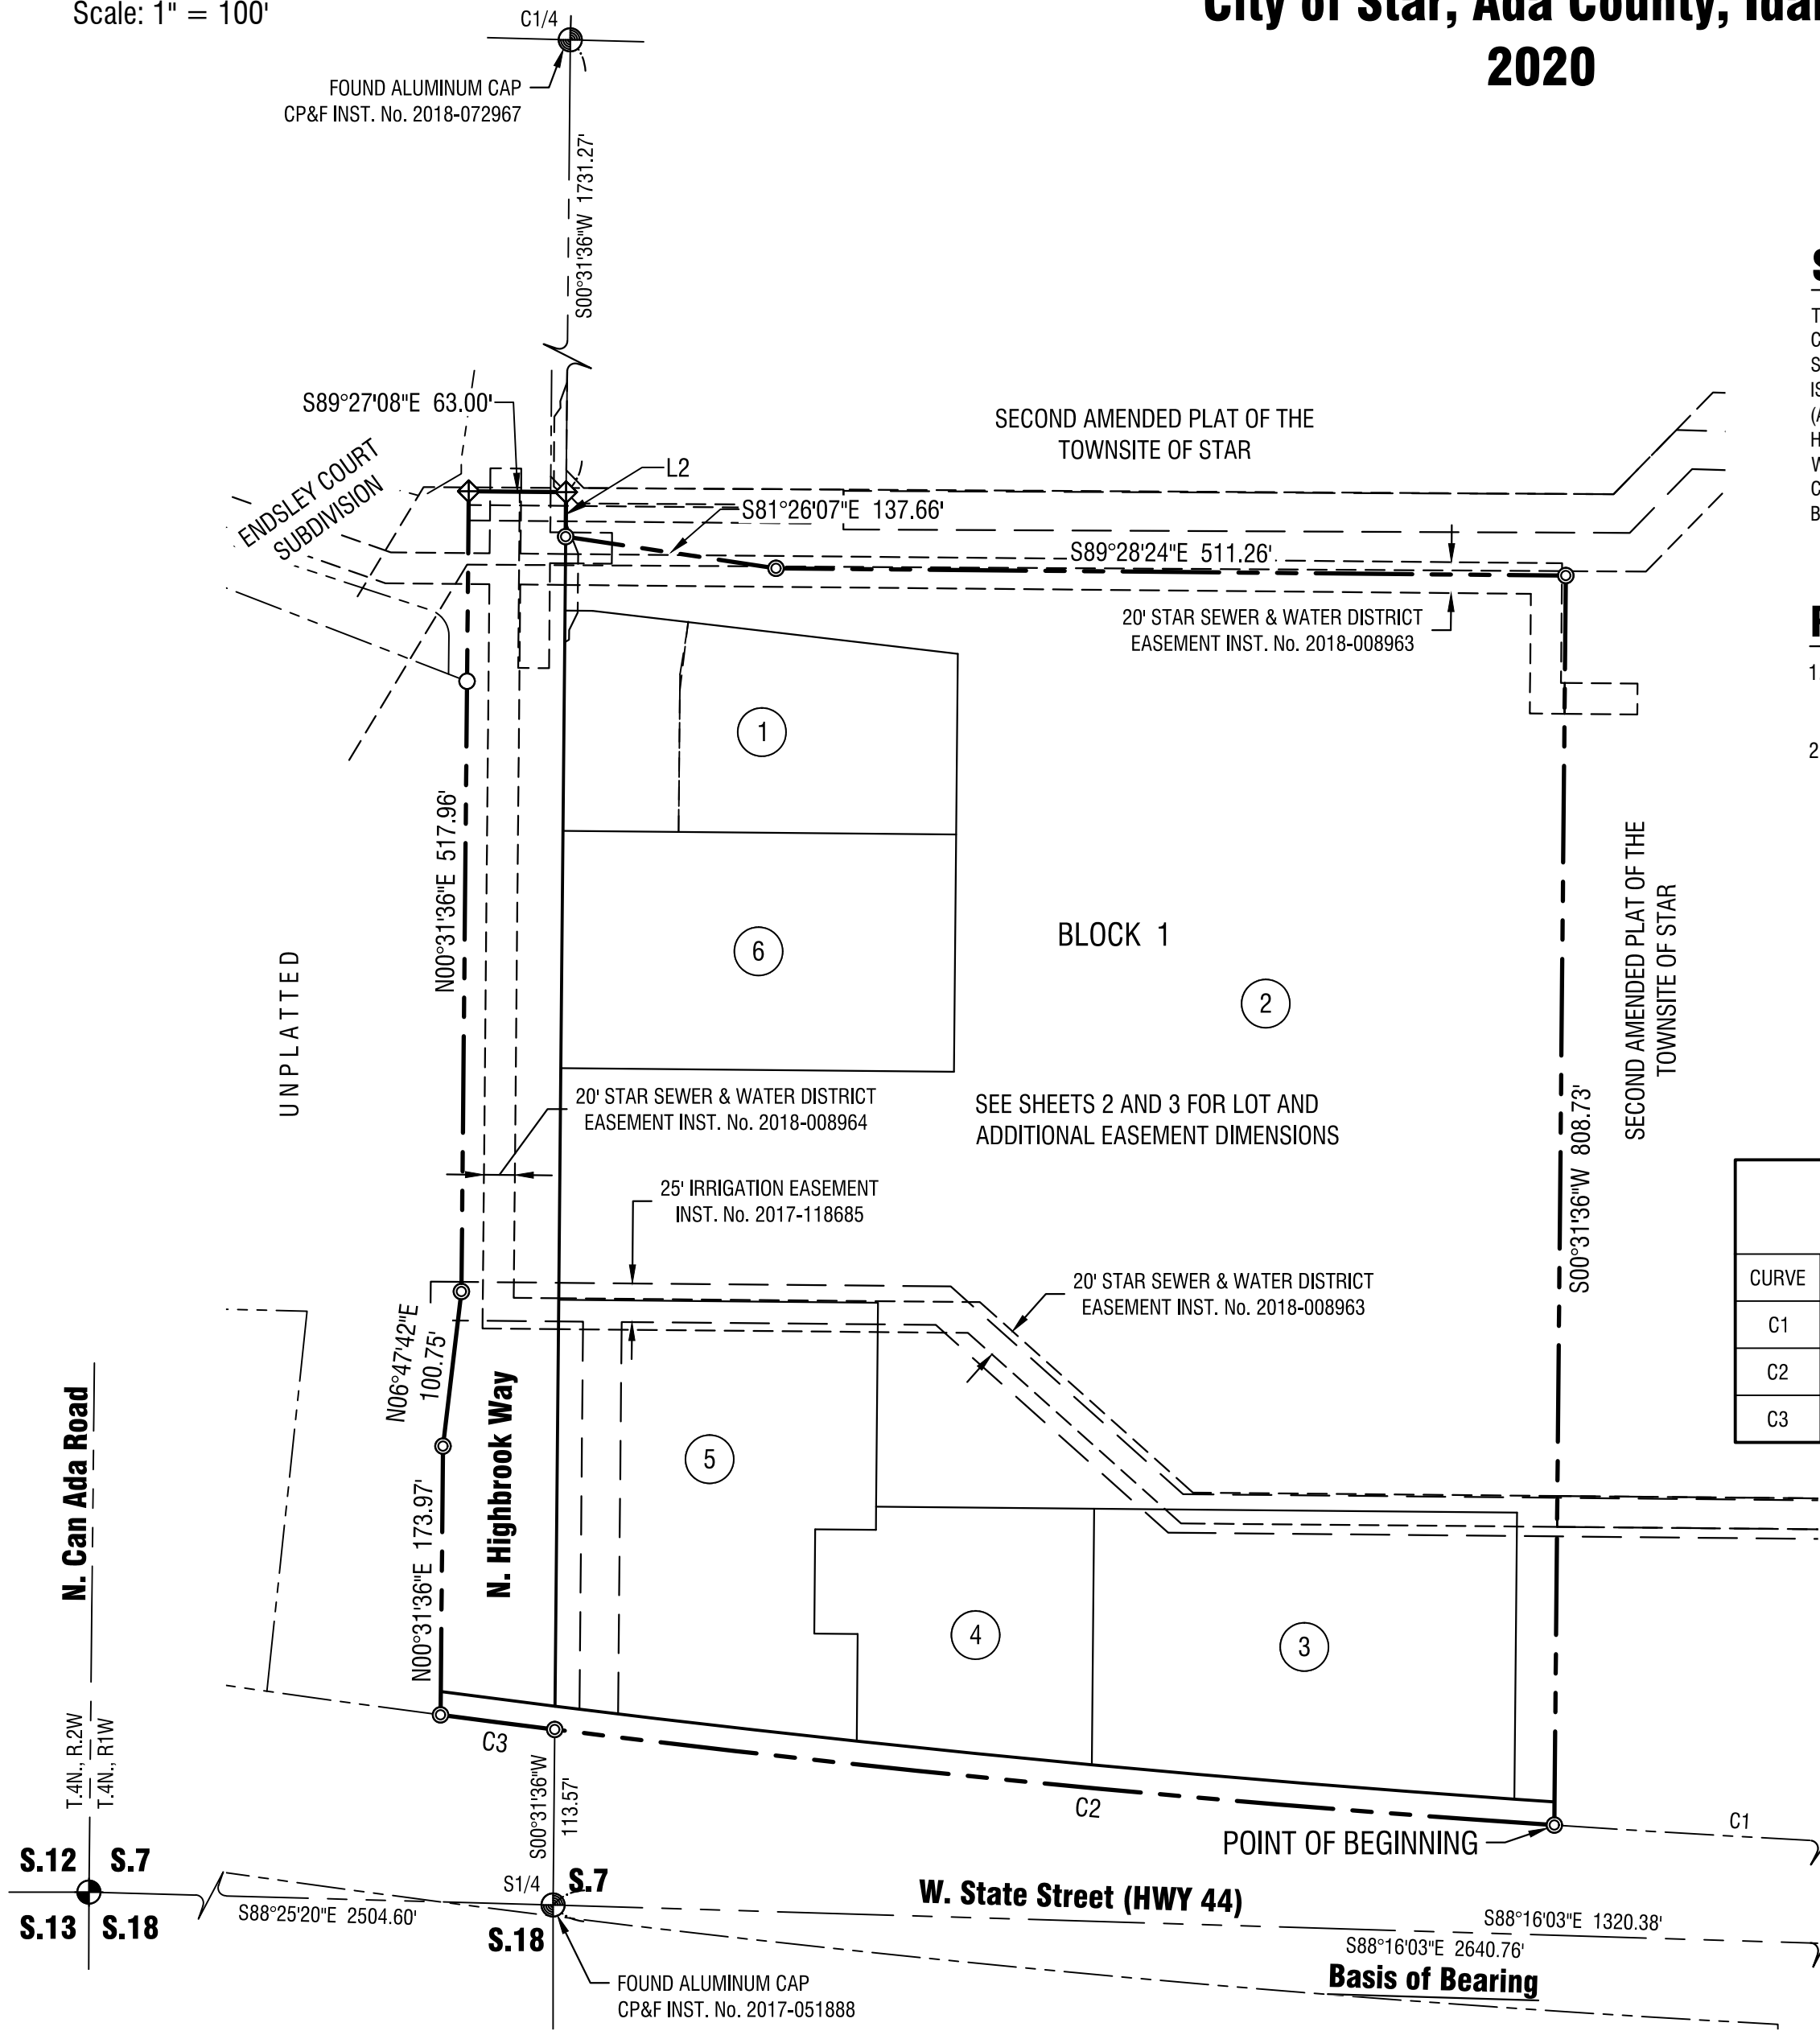 Scale: 1" = 100'
City of Star, Ada County, Idah
2020
C1/4
FOUND ALUMINUM CAP
CP&F INST. No. 2018-072967
S00°31'36"W 1731.27'
S89°27'08"E 63.00'
ENDSLEY COURT
SUBDIVISION
L2
SECOND AMENDED PLAT OF THE
TOWNSITE OF STAR
S81°26'07"E 137.66'
S89°28'24"E 511.26'
20' STAR SEWER & WATER DISTRICT
EASEMENT INST. No. 2018-008963
1
N00°31'36"E 517.96'
UNPLATTED
6
BLOCK 1
2
SECOND AMENDED PLAT OF THE
TOWNSITE OF STAR
S00°31'36"W 808.73'
20' STAR SEWER & WATER DISTRICT
EASEMENT INST. No. 2018-008964
SEE SHEETS 2 AND 3 FOR LOT AND
ADDITIONAL EASEMENT DIMENSIONS
25' IRRIGATION EASEMENT
INST. No. 2017-118685
20' STAR SEWER & WATER DISTRICT
EASEMENT INST. No. 2018-008963
CURVE
C1
C2
C3
N06°47'42"E
100.75'
N. Can Ada Road
N. Highbrook Way
N00°31'36"E 173.97'
5
4
3
T.4N., R.2W
T.4N., R1W
C3
S00°31'36"W
113.57'
C2
POINT OF BEGINNING
C1
S.12
S.7
S.13
S.18
S88°25'20"E 2504.60'
S1/4
S.7
S.18
W. State Street (HWY 44)
S88°16'03"E 1320.38'
S88°16'03"E 2640.76'
Basis of Bearing
FOUND ALUMINUM CAP
CP&F INST. No. 2017-051888